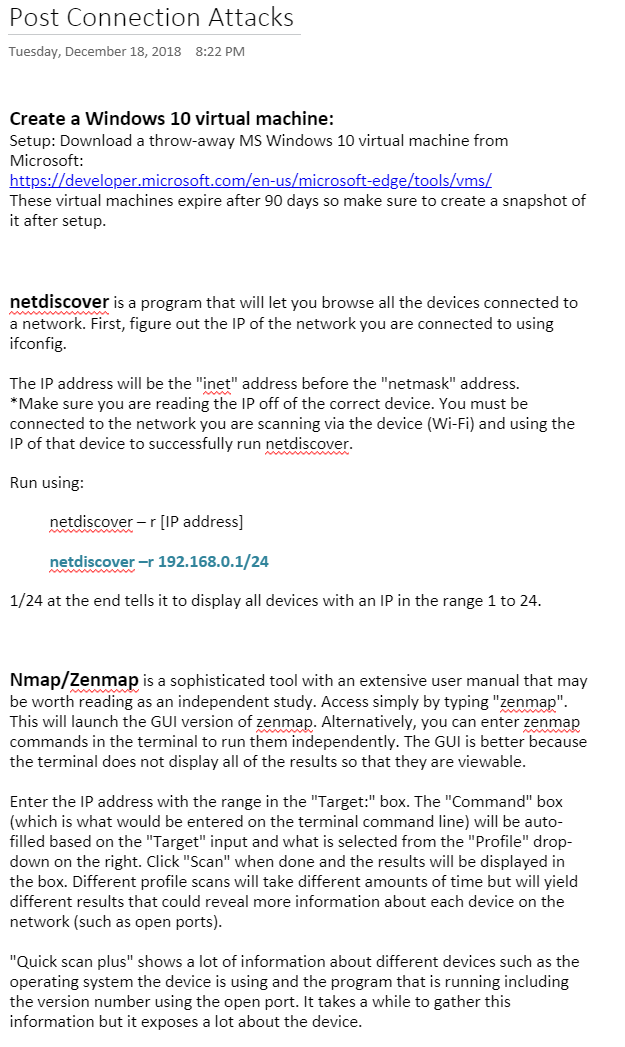 Post Connection Attacks
Tuesday, December 18, 2018 8:22 PM
Create a Windows 10 virtual machine:
Setup: Download a throw-away MS Windows 10 virtual machine from
Microsoft:
https://developer.microsoft.com/en-us/microsoft-edge/tools/vms/
These virtual machines expire after 90 days so make sure to create a snapshot of
it after setup.
netdiscover is a program that will let you browse all the devices connected to
a network. First, figure out the IP of the network you are connected to using
ifconfig.
The IP address will be the "inet" address before the "netmask" address.
*Make sure you are reading the IP off of the correct device. You must be
connected to the network you are scanning via the device (Wi-Fi) and using the
IP of that device to successfully run netdiscover.
Run using:
netdiscover – r [IP address]
netdiscover –r 192.168.0.1/24
1/24 at the end tells it to display all devices with an IP in the range 1 to 24.
Nmap/Zenmap is a sophisticated tool with an extensive user manual that may
be worth reading as an independent study. Access simply by typing "zenmap".
This will launch the GUI version of zenmap. Alternatively, you can enter zenmap
commands in the terminal to run them independently. The GUI is better because
the terminal does not display all of the results so that they are viewable.
Enter the IP address with the range in the "Target:" box. The "Command" box
(which is what would be entered on the terminal command line) will be auto-
filled based on the "Target" input and what is selected from the "Profile" drop-
down on the right. Click "Scan" when done and the results will be displayed in
the box. Different profile scans will take different amounts of time but will yield
different results that could reveal more information about each device on the
network (such as open ports).
"Quick scan plus" shows a lot of information about different devices such as the
operating system the device is using and the program that is running including
the version number using the open port. It takes a while to gather this
information but it exposes a lot about the device.